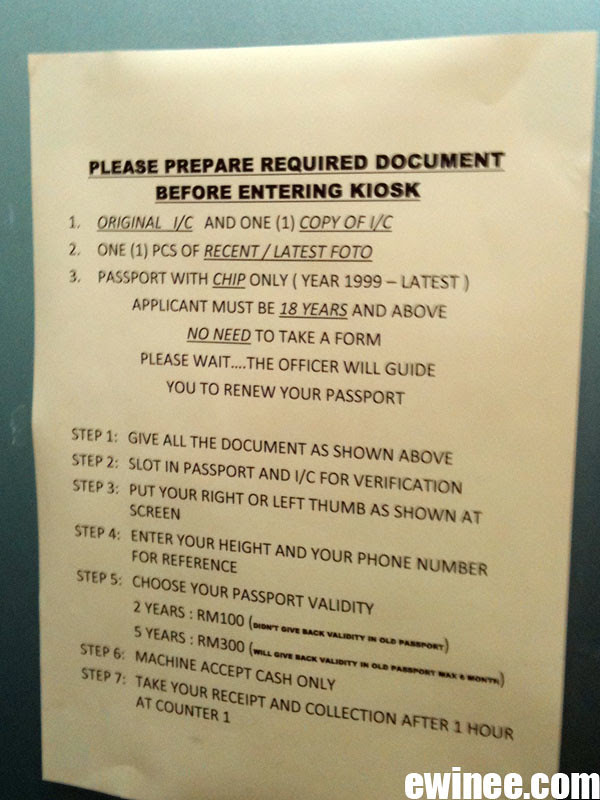 PLEASE PREPARE REQUIRED DOCUMENT
BEFORE ENTERING KIOSK
1. ORIGINAL I/C AND ONE (1) COPY OF I/C
2. ONE (1) PCS OF RECENT / LATEST FOTO
3. PASSPORT WITH CHIP ONLY ( YEAR 1999 – LATEST )
APPLICANT MUST BE 18 YEARS AND ABOVE
NO NEED TO TAKE A FORM
PLEASE WAIT....THE OFFICER WILL GUIDE
YOU TO RENEW YOUR PASSPORT
STEP 1: GIVE ALL THE DOCUMENT AS SHOWN ABOVE
STEP 2: SLOT IN PASSPORT AND I/C FOR VERIFICATION
STEP 3: PUT YOUR RIGHT OR LEFT THUMB AS SHOWN AT
SCREEN
STEP 4: ENTER YOUR HEIGHT AND YOUR PHONE NUMBER
FOR REFERENCE
STEP 5: CHOOSE YOUR PASSPORT VALIDITY
2 YEARS : RM100 (DIDN'T GIVE BACK VALIDITY IN OLD PASSPORT)
5 YEARS : RM300 (WILL GIVE BACK VALIDITY IN OLD PASSPORT MAX 6 MONTH)
STEP 6: MACHINE ACCEPT CASH ONLY
STEP 7: TAKE YOUR RECEIPT AND COLLECTION AFTER 1 HOUR
AT COUNTER 1
ewinee.com